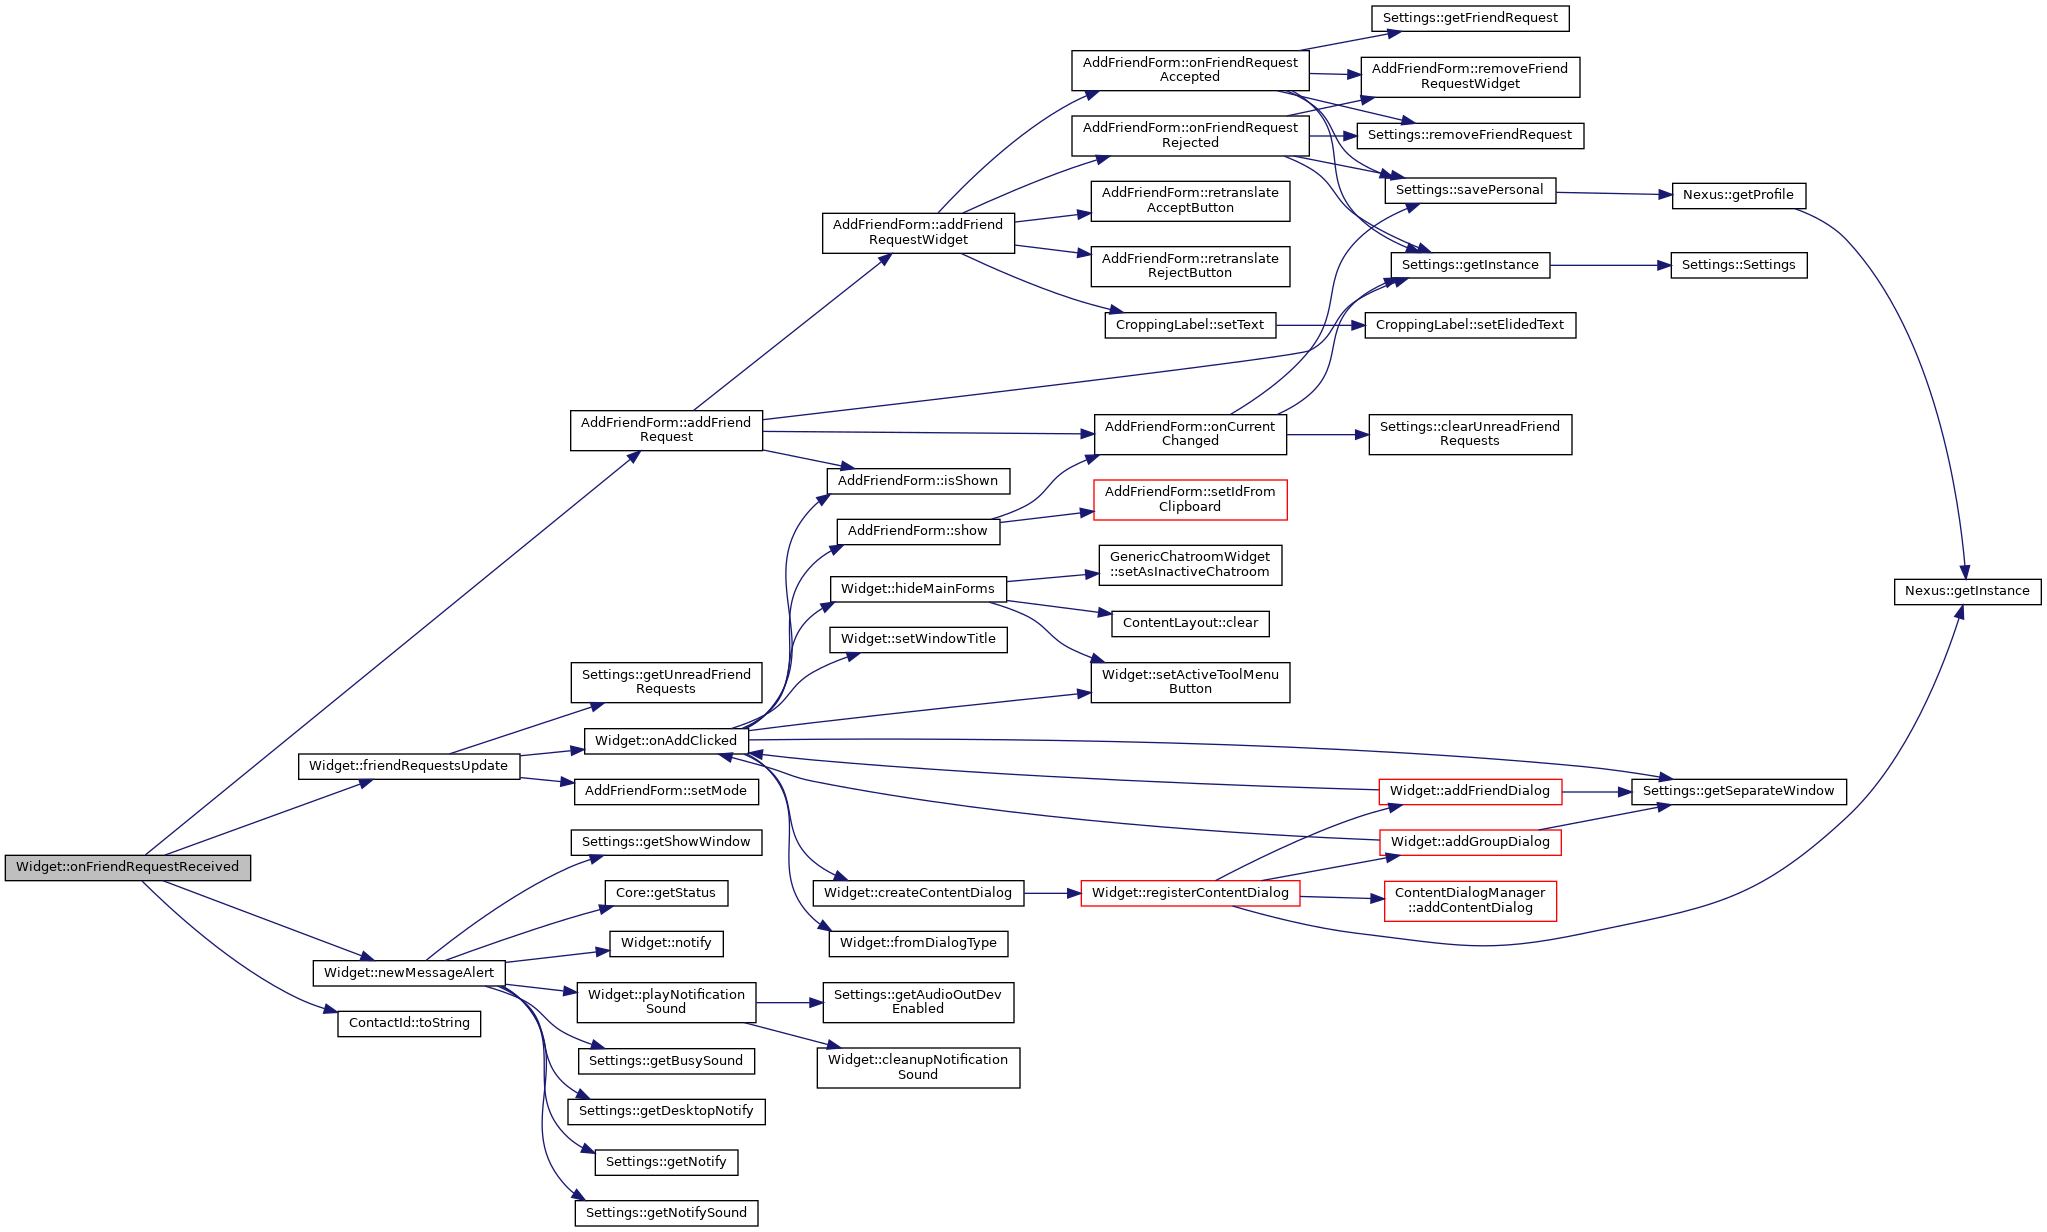 Widget::onFriendRequestReceived
AddFriendForm::addFriend
Request
Widget::friendRequestsUpdate
Widget::newMessageAlert
ContactId::toString
AddFriendForm::addFriend
RequestWidget
AddFriendForm::isShown
AddFriendForm::show
Widget::hideMainForms
Widget::setWindowTitle
Settings::getUnreadFriend
Requests
Widget::onAddClicked
AddFriendForm::setMode
Settings::getShowWindow
Core::getStatus
Widget::notify
Widget::playNotification
Sound
Settings::getBusySound
Settings::getDesktopNotify
Settings::getNotify
Settings::getNotifySound
Widget::createContentDialog
Widget::fromDialogType
Settings::getAudioOutDev
Enabled
Widget::cleanupNotification
Sound
AddFriendForm::onFriendRequest
Accepted
AddFriendForm::onFriendRequest
Rejected
AddFriendForm::retranslate
AcceptButton
AddFriendForm::retranslate
RejectButton
CroppingLabel::setText
AddFriendForm::onCurrent
Changed
AddFriendForm::setIdFrom
Clipboard
GenericChatroomWidget
::setAsInactiveChatroom
ContentLayout::clear
Widget::setActiveToolMenu
Button
Widget::registerContentDialog
Settings::getFriendRequest
AddFriendForm::removeFriend
RequestWidget
Settings::removeFriendRequest
Settings::savePersonal
Settings::getInstance
CroppingLabel::setElidedText
Settings::clearUnreadFriend
Requests
Widget::addFriendDialog
Widget::addGroupDialog
ContentDialogManager
::addContentDialog
Nexus::getProfile
Settings::Settings
Settings::getSeparateWindow
Nexus::getInstance